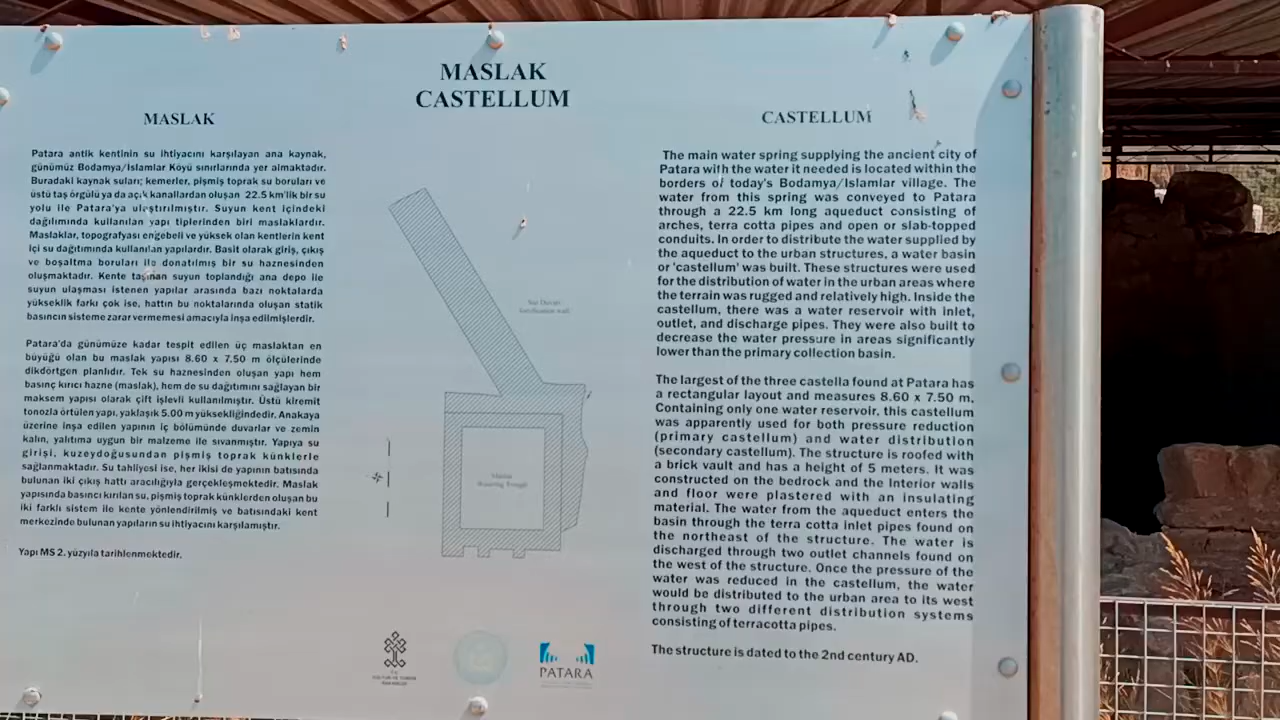 MASLAK
CASTELLUM
MASLAK
Patara antik kentinin su ihtiyacını karşılayan ana kaynak,
günümüz Bodamya/İslamlar Köyü sınırlarında yer almaktadır.
Buradaki kaynak suları; kemerler, pişmiş toprak su boruları ve
üstü taş örgülü ya da açık kanallardan oluşan 22.5 km'lik bir su
yolu ile Patara'ya ulaştırılmıştır. Suyun kent içindeki
dağılımında kullanılan yapı tiplerinden biri maslaklardır.
Maslaklar, topografyası engebeli ve yüksek olan kentlerin kent
içi su dağıtımında kullanılan yapılardır. Basit olarak giriş, çıkış
ve boşaltma boruları ile donatılmış bir su haznesinden
oluşmaktadır. Kente taşınan suyun toplandığı ana depo ile
suyun ulaşması istenen yapılar arasında bazı noktalarda
yükseklik farkı çok ise, hattın bu noktalarında oluşan statik
basıncın sisteme zarar vermemesi amacıyla inşa edilmişlerdir.
Patara'da günümüze kadar tespit edilen üç maslaktan en
büyüğü olan bu maslak yapısı 8.60 x 7.50 m ölçülerinde
dikdörtgen planlıdır. Tek su haznesinden oluşan yapı hem
basınç kırıcı hazne (maslak), hem de su dağıtımını sağlayan bir
maksem yapısı olarak çift işlevli kullanılmıştır. Üstü kiremit
tonozla örtülen yapı, yaklaşık 5.00 m yüksekliğindedir. Anakaya
üzerine inşa edilen yapının iç bölümünde duvarlar ve zemin
kalın, yalıtıma uygun bir malzeme ile sıvanmıştır. Yapıya su
girişi, kuzeydoğusundan pişmiş toprak künklerle
sağlanmaktadır. Su tahliyesi ise, her ikisi de yapının batısında
bulunan iki çıkış hattı aracılığıyla gerçekleşmektedir. Maslak
yapısında basıncı kırılan su, pişmiş toprak künklerden oluşan bu
iki farklı sistem ile kente yönlendirilmiş ve batısındaki kent
merkezinde bulunan yapıların su ihtiyacını karşılamıştır.
Yapı MS 2. yüzyıla tarihlenmektedir.
Sur Duvarı
fortification wall
Maslak
CASTELLUM
The main water spring supplying the ancient city of
Patara with the water it needed is located within the
borders of today's Bodamya/Islamlar village. The
water from this spring was conveyed to Patara
through a 22.5 km long aqueduct consisting of
arches, terra cotta pipes and open or slab-topped
conduits. In order to distribute the water supplied by
the aqueduct to the urban structures, a water basin
or 'castellum' was built. These structures were used
for the distribution of water in the urban areas where
the terrain was rugged and relatively high. Inside the
castellum, there was a water reservoir with inlet,
outlet, and discharge pipes. They were also built to
decrease the water pressure in areas significantly
lower than the primary collection basin.
The largest of the three castella found at Patara has
a rectangular layout and measures 8.60 x 7.50 m.
Containing only one water reservoir, this castellum
was apparently used for both pressure reduction
(primary castellum) and water distribution
(secondary castellum). The structure is roofed with
a brick vault and has a height of 5 meters. It was
constructed on the bedrock and the interior walls
and floor were plastered with an insulating
material. The water from the aqueduct enters the
basin through the terra cotta inlet pipes found on
the northeast of the structure. The water is
discharged through two outlet channels found on
the west of the structure. Once the pressure of the
water was reduced in the castellum, the water
would be distributed to the urban area to its west
through two different distribution systems
consisting of terracotta pipes.
The structure is dated to the 2nd century AD.
T.C.
KÜLTÜR VE TURİZM
BAKANLIĞI
PATARA